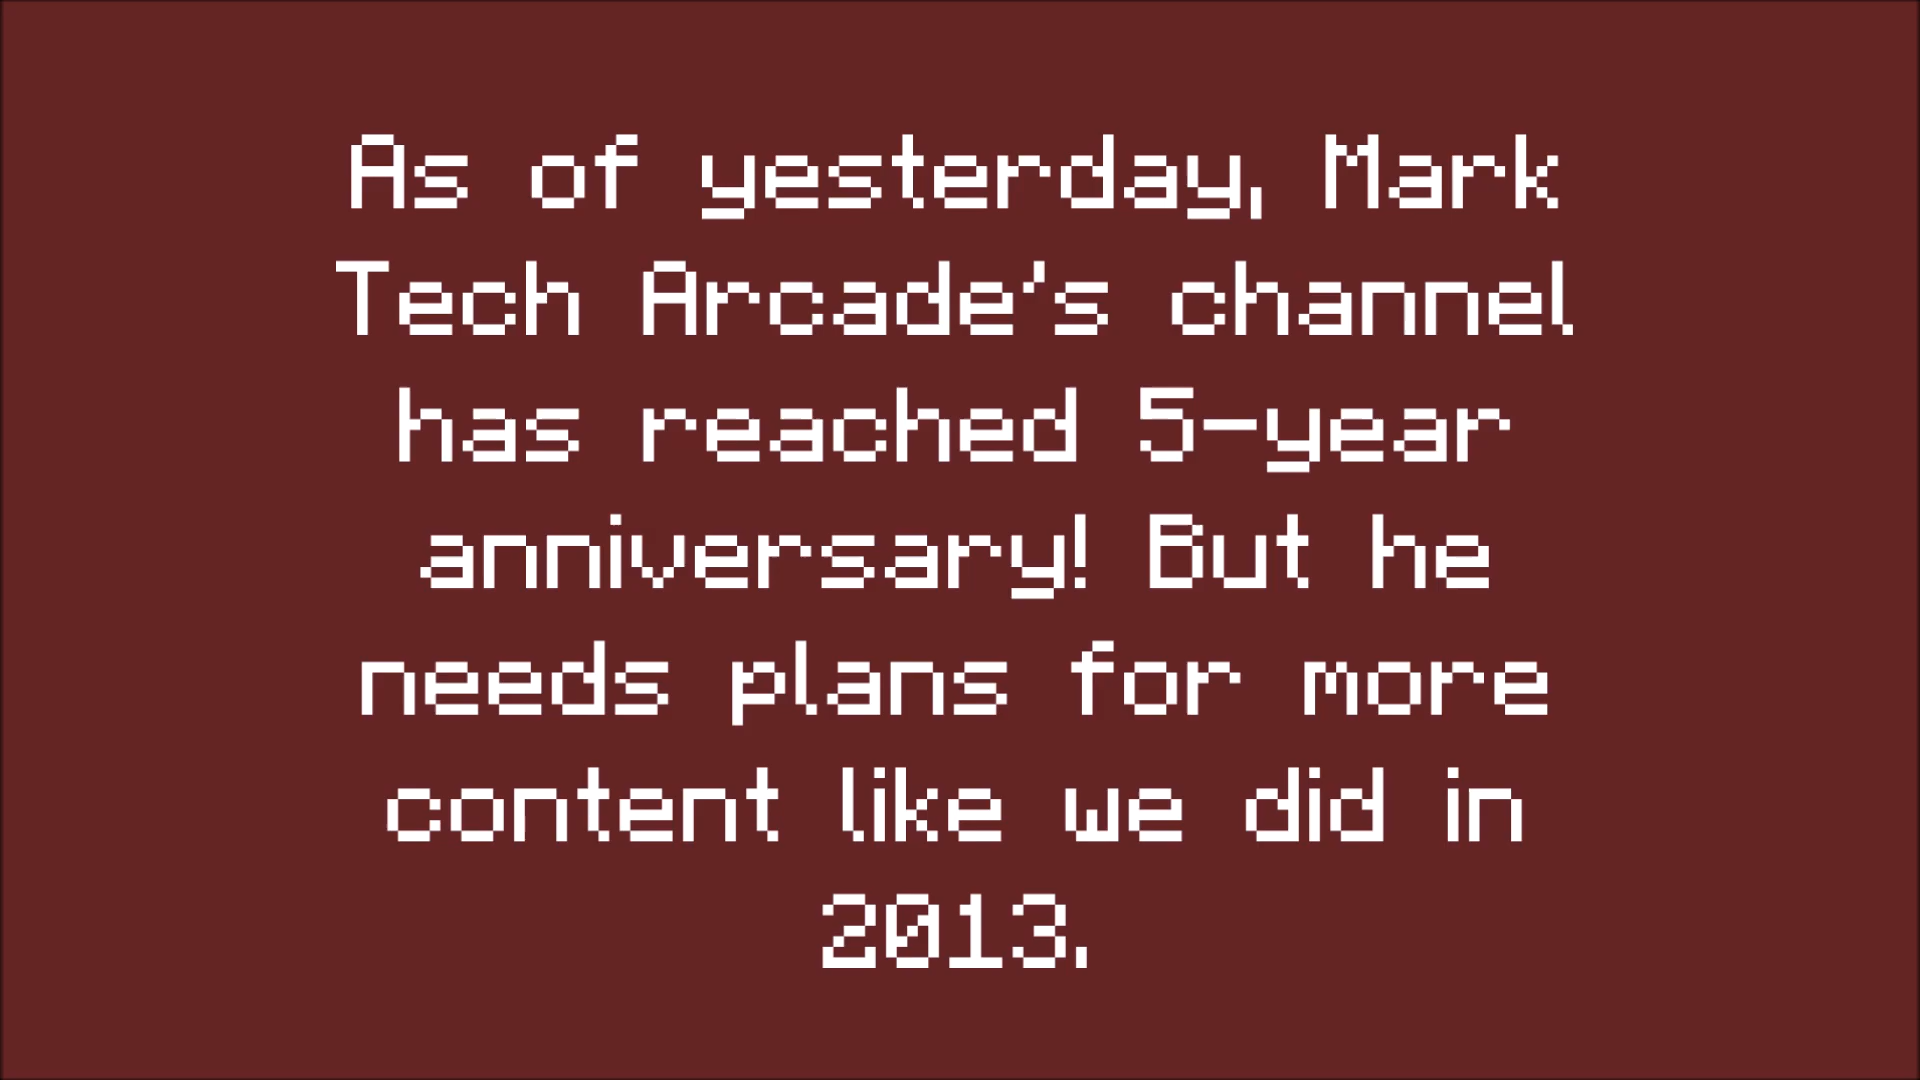 As of yesterday, Mark
Tech Arcade's channel
has reached 5-year
anniversary! But he
needs plans for more
content like we did in
2013.